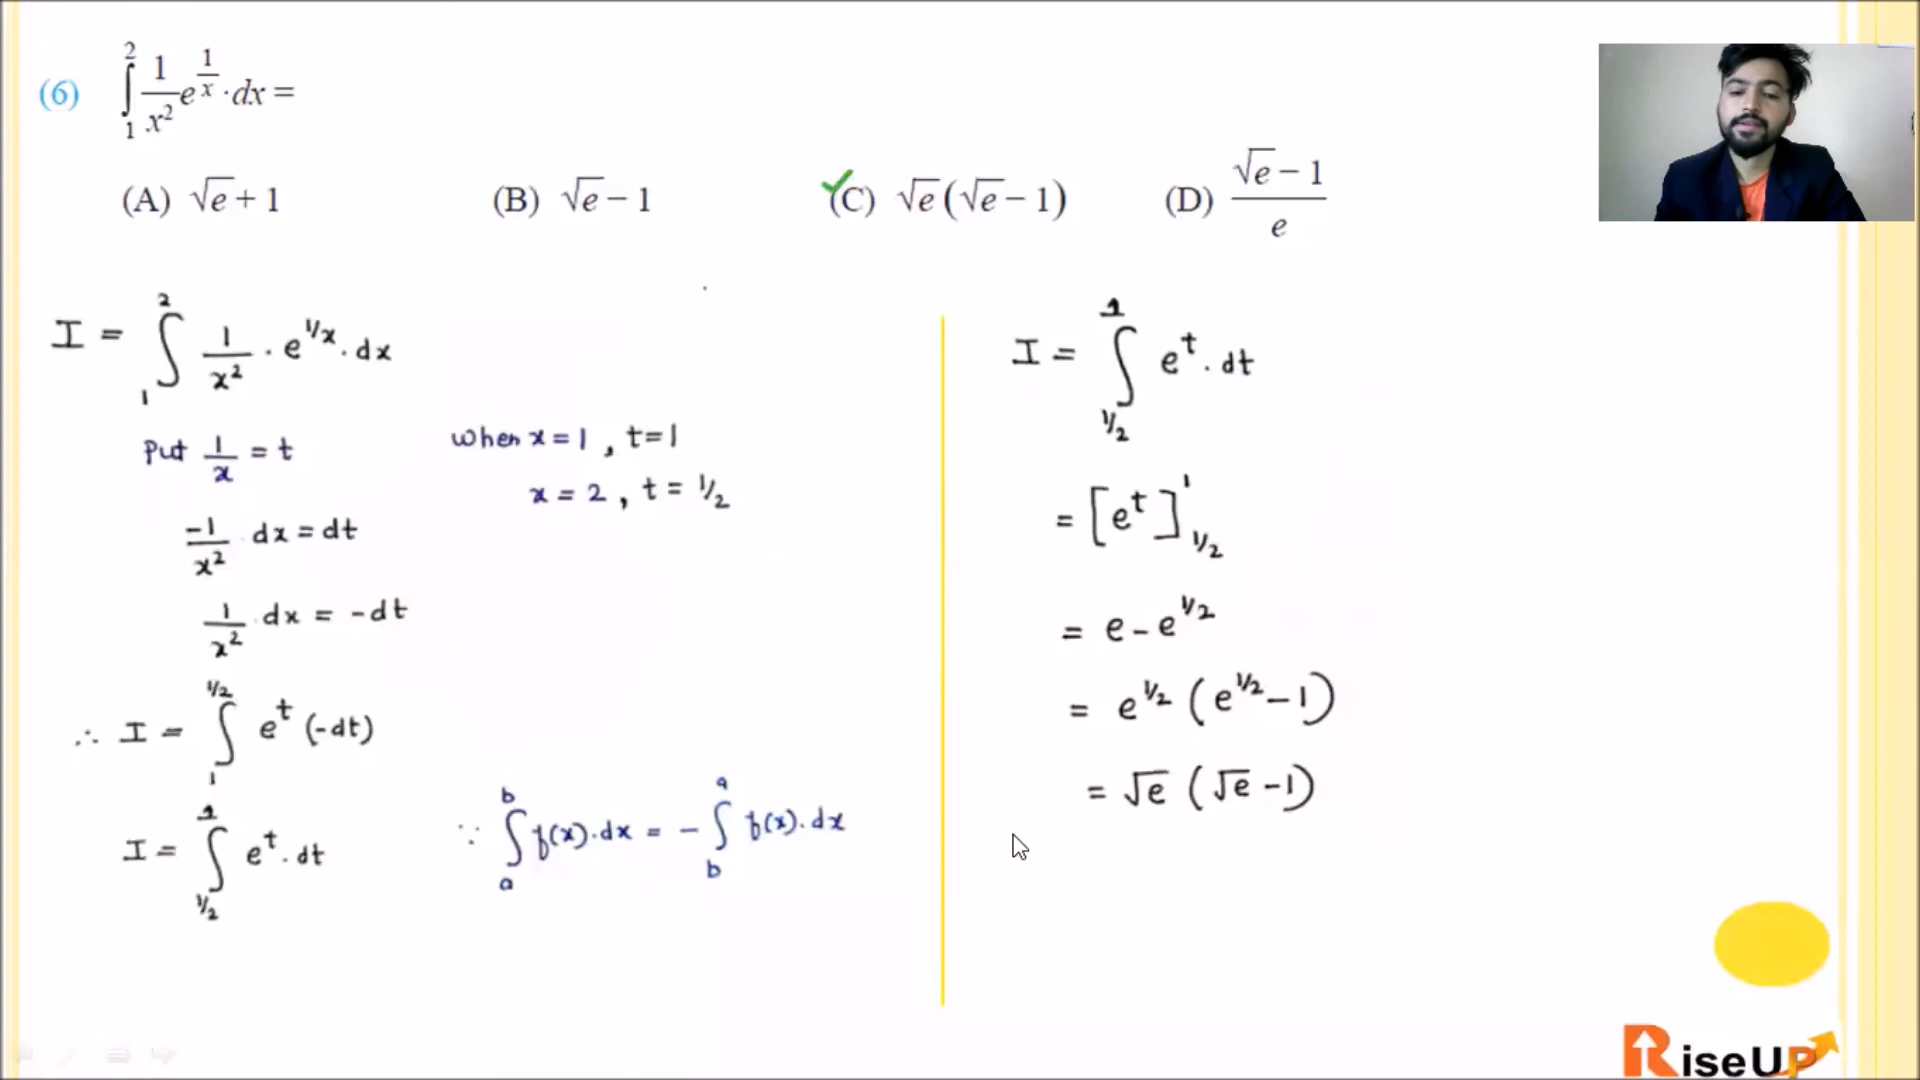 (6) ∫₁² 1/x² e^(1/x) · dx =
(A) √e + 1 (B) √e − 1 (C) √e(√e − 1) (D) (√e − 1)/e
I = ∫₁² 1/x² · e^(1/x) · dx
Put 1/x = t
when x = 1, t = 1
x = 2, t = 1/2
-1/x² dx = dt
1/x² · dx = -dt
∴ I = ∫₁^(1/2) e^t (-dt)
I = ∫_(1/2)^1 e^t · dt
∵ ∫ₐᵇ f(x) · dx = - ∫_b^a f(x) · dx
I = ∫_(1/2)^1 e^t · dt
= [e^t]_(1/2)^1
= e - e^(1/2)
= e^(1/2) (e^(1/2) - 1)
= √e (√e - 1)
RiseUP